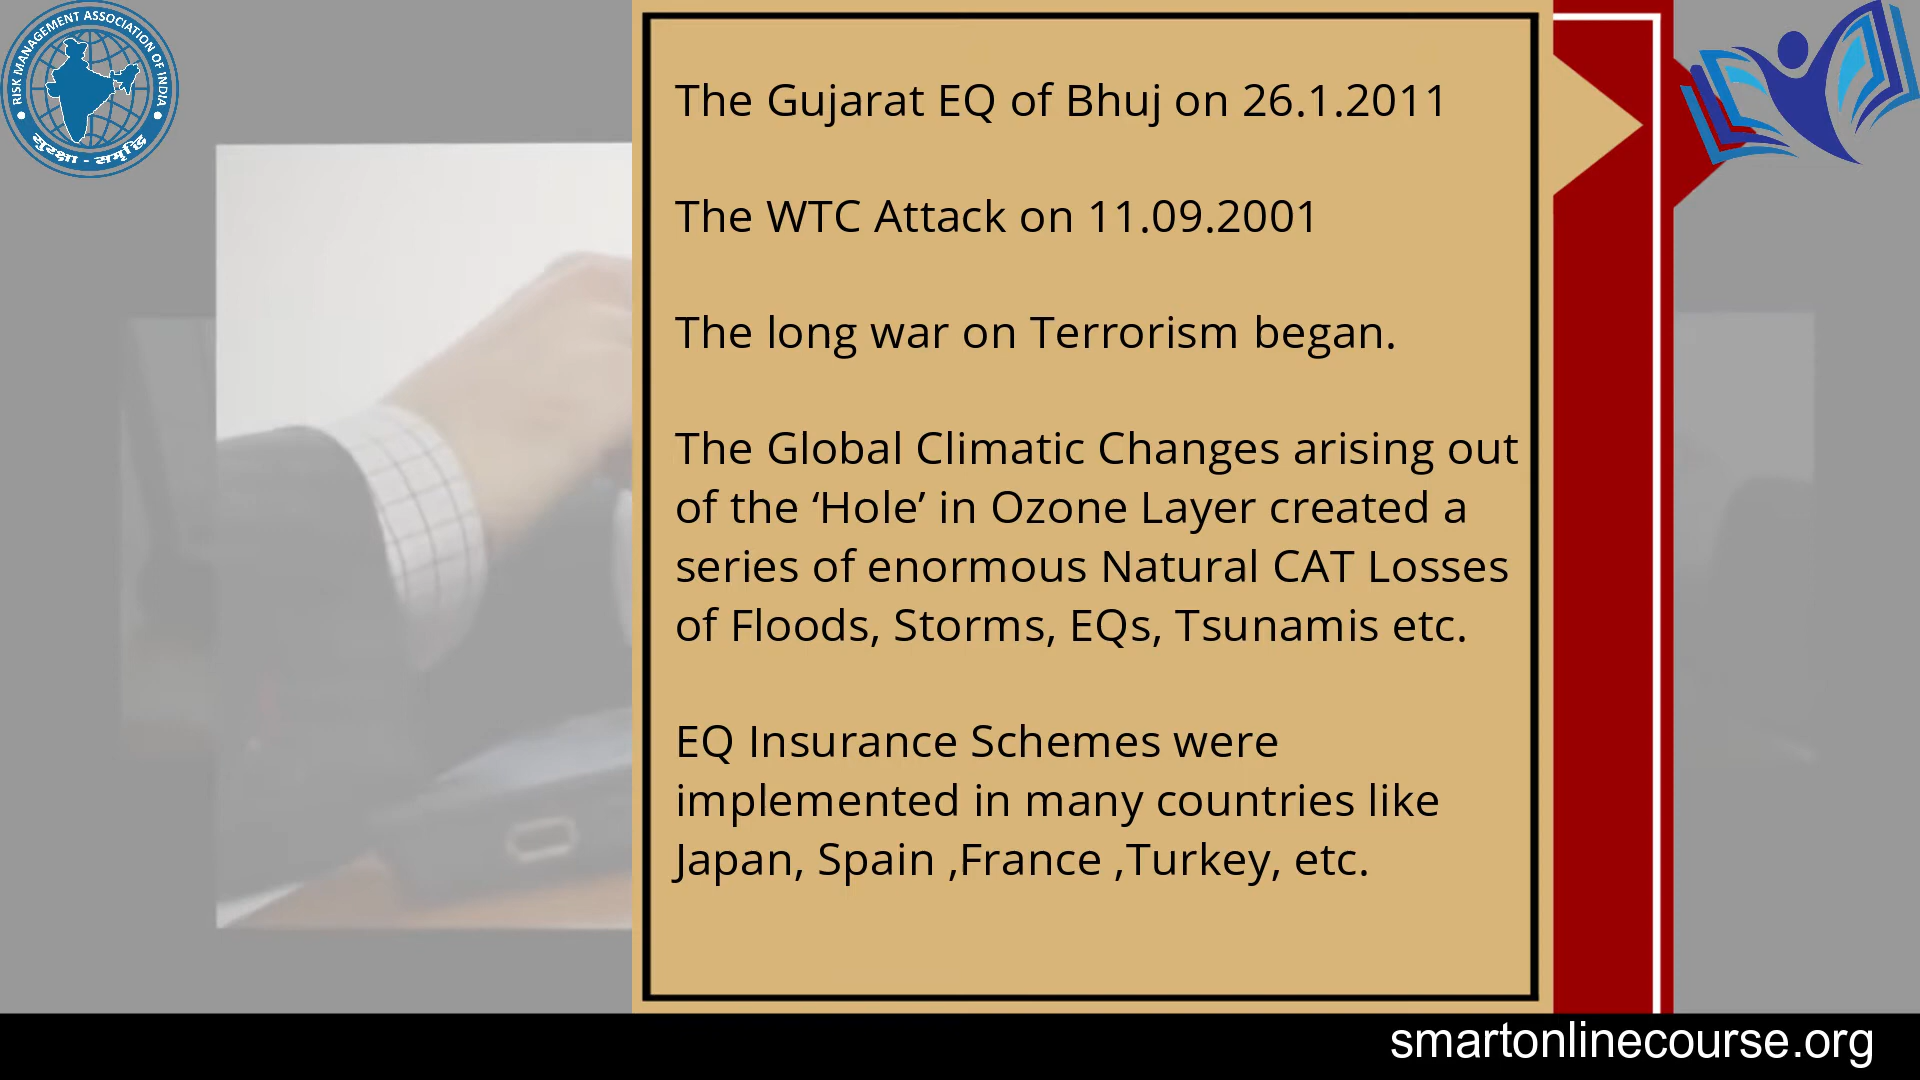 RISK MANAGEMENT ASSOCIATION OF INDIA
सुरक्षा - समृद्धि
The Gujarat EQ of Bhuj on 26.1.2011
The WTC Attack on 11.09.2001
The long war on Terrorism began.
The Global Climatic Changes arising out
of the ‘Hole’ in Ozone Layer created a
series of enormous Natural CAT Losses
of Floods, Storms, EQs, Tsunamis etc.
EQ Insurance Schemes were
implemented in many countries like
Japan, Spain ,France ,Turkey, etc.
smartonlinecourse.org